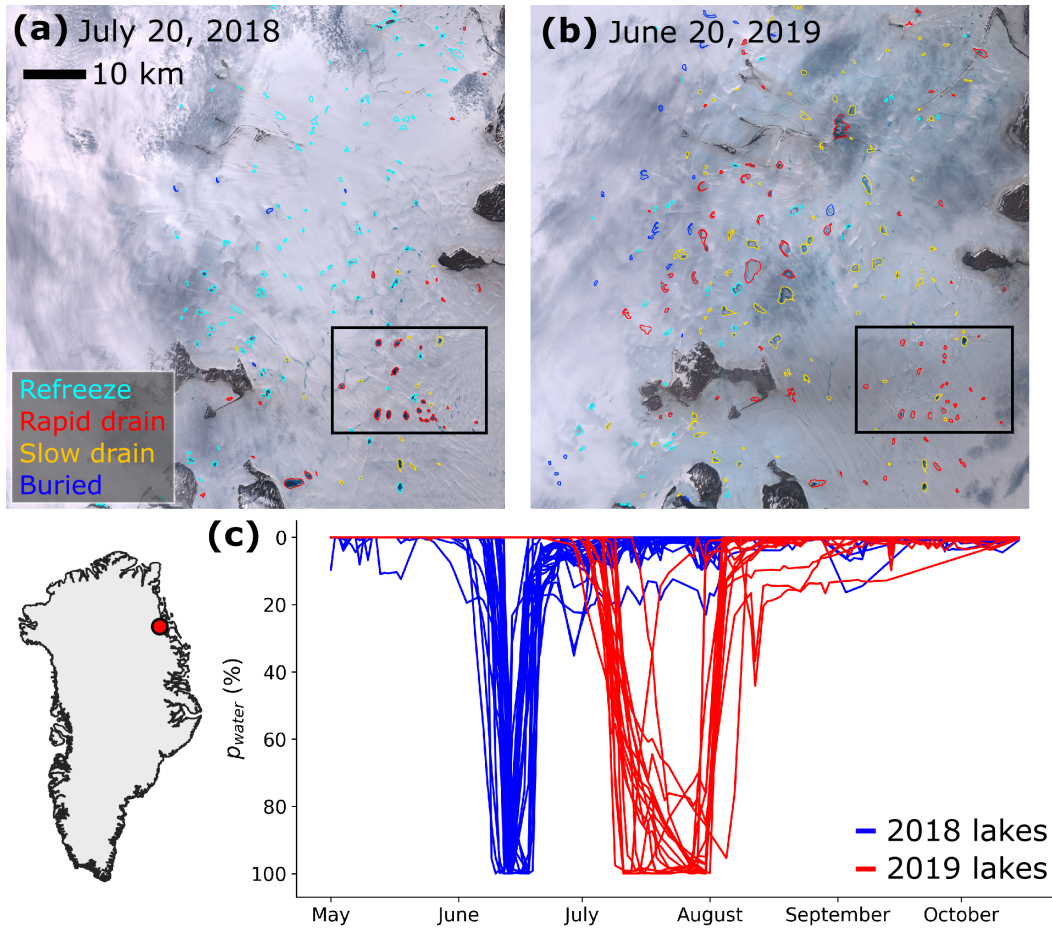 (a) July 20, 2018
10 km
Refreeze
Rapid drain
Slow drain
Buried
(b) June 20, 2019
(c)
0
20
40
60
80
100
p_water (%)
2018 lakes
2019 lakes
May June July August September October